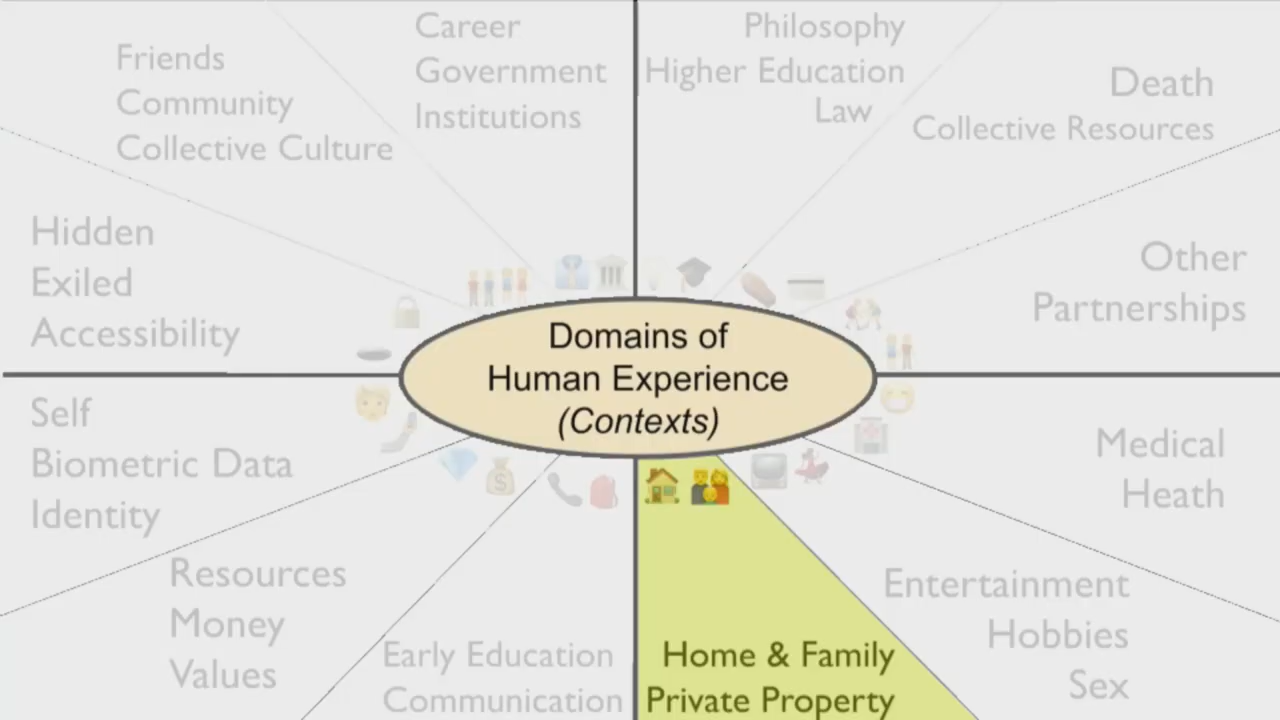 Career
Government
Institutions
Philosophy
Higher Education
Law
Friends
Community
Collective Culture
Death
Collective Resources
Hidden
Exiled
Accessibility
Other
Partnerships
Domains of
Human Experience
(Contexts)
Self
Biometric Data
Identity
Medical
Heath
Resources
Money
Values
Entertainment
Hobbies
Sex
Early Education
Communication
Home & Family
Private Property